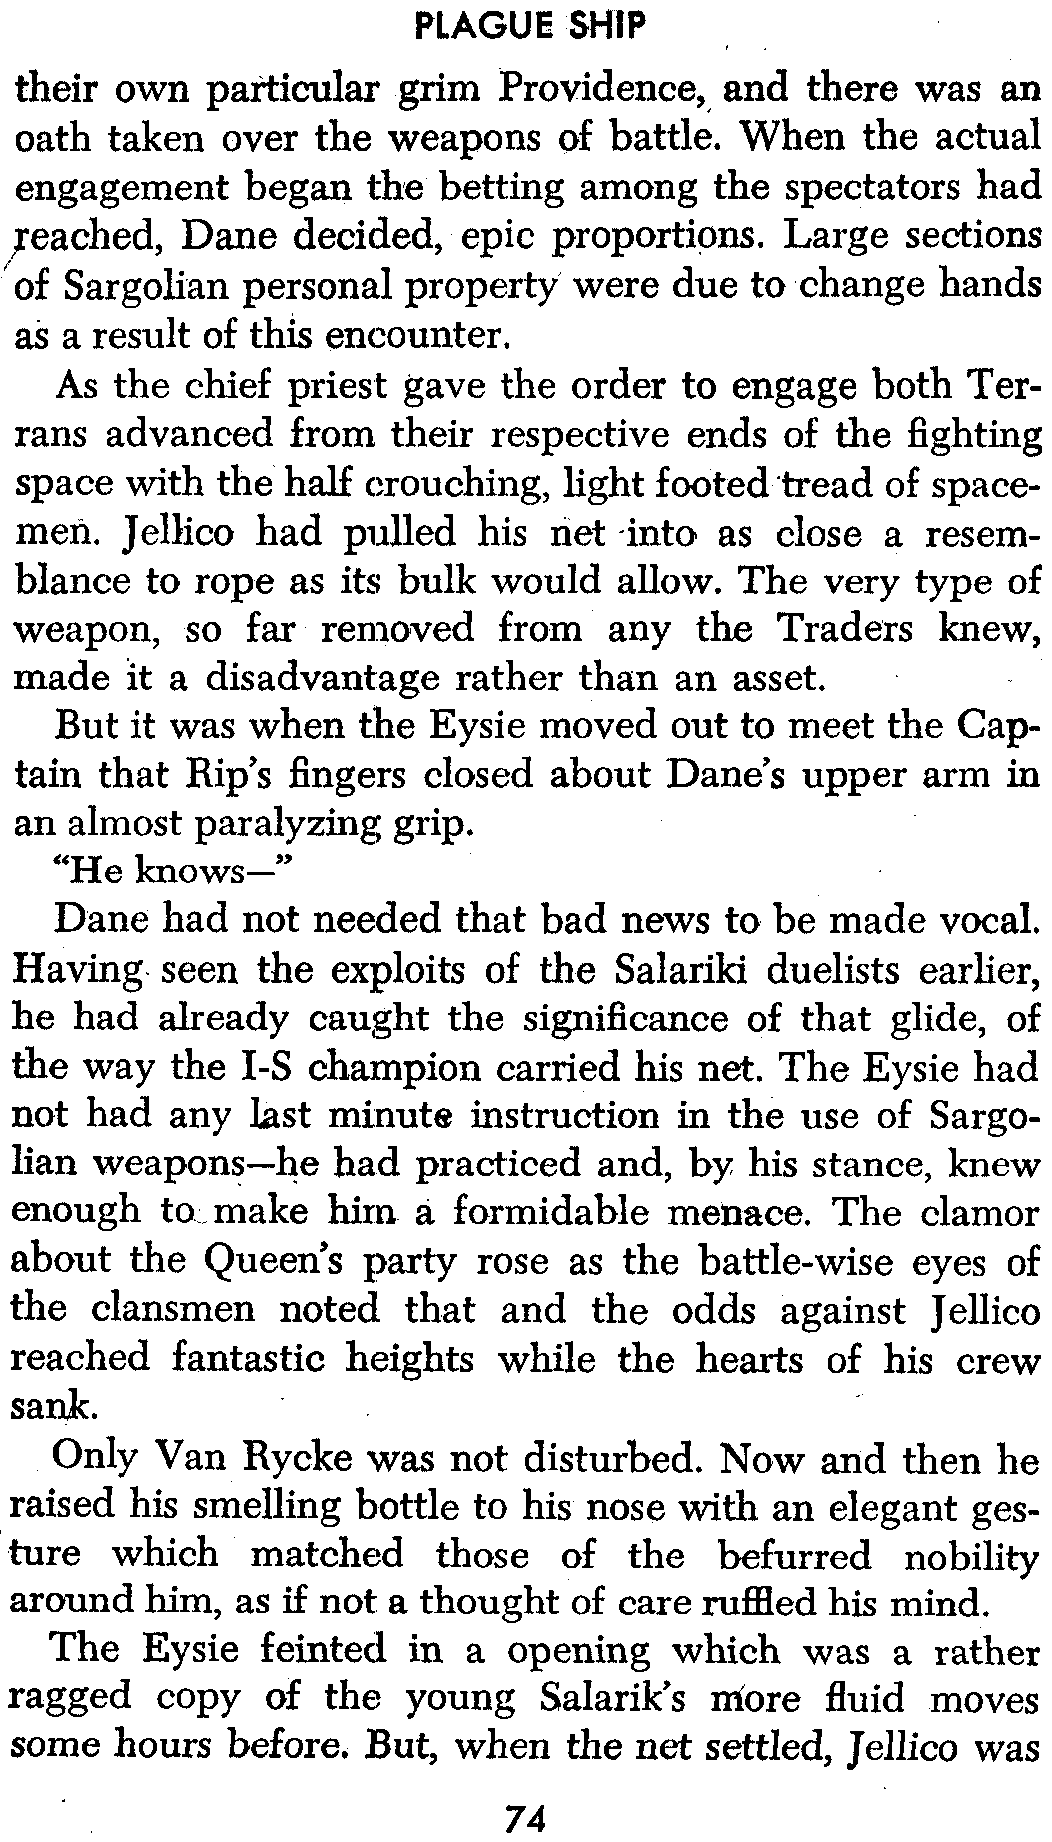 PLAGUE SHIP
their own particular grim Providence, and there was an
oath taken over the weapons of battle. When the actual
engagement began the betting among the spectators had
reached, Dane decided, epic proportions. Large sections
of Sargolian personal property were due to change hands
as a result of this encounter.
As the chief priest gave the order to engage both Ter-
rans advanced from their respective ends of the fighting
space with the half crouching, light footed tread of space-
men. Jellico had pulled his net into as close a resem-
blance to rope as its bulk would allow. The very type of
weapon, so far removed from any the Traders knew,
made it a disadvantage rather than an asset.
But it was when the Eysie moved out to meet the Cap-
tain that Rip's fingers closed about Dane's upper arm in
an almost paralyzing grip.
“He knows—”
Dane had not needed that bad news to be made vocal.
Having seen the exploits of the Salariki duelists earlier,
he had already caught the significance of that glide, of
the way the I-S champion carried his net. The Eysie had
not had any last minute instruction in the use of Sargo-
lian weapons—he had practiced and, by his stance, knew
enough to make him a formidable menace. The clamor
about the Queen's party rose as the battle-wise eyes of
the clansmen noted that and the odds against Jellico
reached fantastic heights while the hearts of his crew
sank.
Only Van Rycke was not disturbed. Now and then he
raised his smelling bottle to his nose with an elegant ges-
ture which matched those of the befurred nobility
around him, as if not a thought of care ruffled his mind.
The Eysie feinted in a opening which was a rather
ragged copy of the young Salarik's more fluid moves
some hours before. But, when the net settled, Jellico was
74